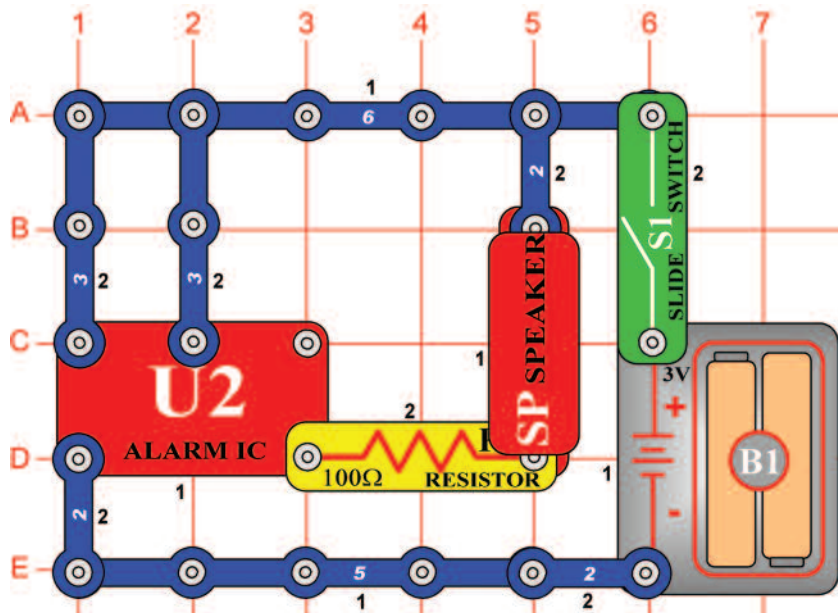 1 2 3 4 5 6 7
A
1
6
2 2
SLIDE SWITCH
S1
2
B
3 2
3 2
SP SPEAKER
1
C
U2
ALARM IC
3V
+
2
D
100Ω
RESISTOR
1
B1
1
2 2
-
E
5
1
2
2